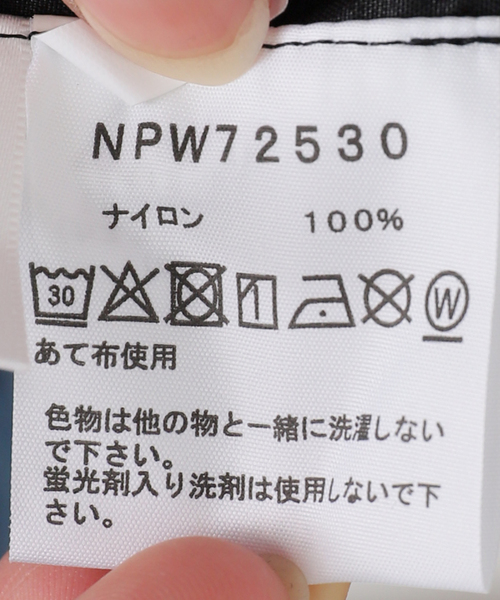 NPW72530
ナイロン 100%
30 W
あて布使用
色物は他の物と一緒に洗濯しない
で下さい。
蛍光剤入り洗剤は使用しないで下
さい。